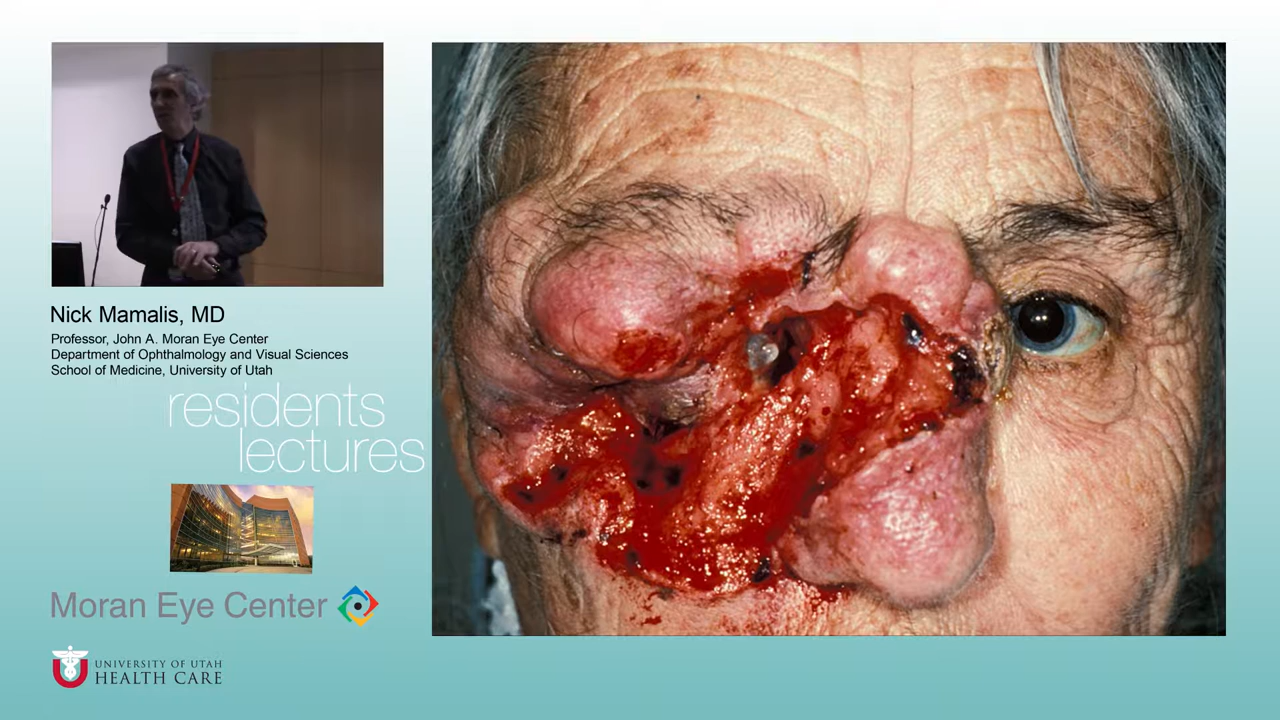 Nick Mamalis, MD
Professor, John A. Moran Eye Center
Department of Ophthalmology and Visual Sciences
School of Medicine, University of Utah
residents
lectures
Moran Eye Center
UNIVERSITY OF UTAH
HEALTH CARE